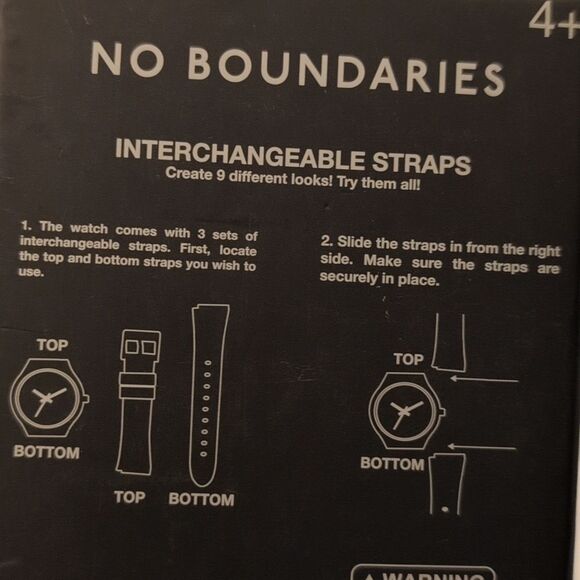 4+
NO BOUNDARIES
INTERCHANGEABLE STRAPS
Create 9 different looks! Try them all!
1. The watch comes with 3 sets of
interchangeable straps. First, locate
the top and bottom straps you wish to
use.
TOP
BOTTOM
TOP
BOTTOM
2. Slide the straps in from the right
side. Make sure the straps are
securely in place.
TOP
BOTTOM
WARNING